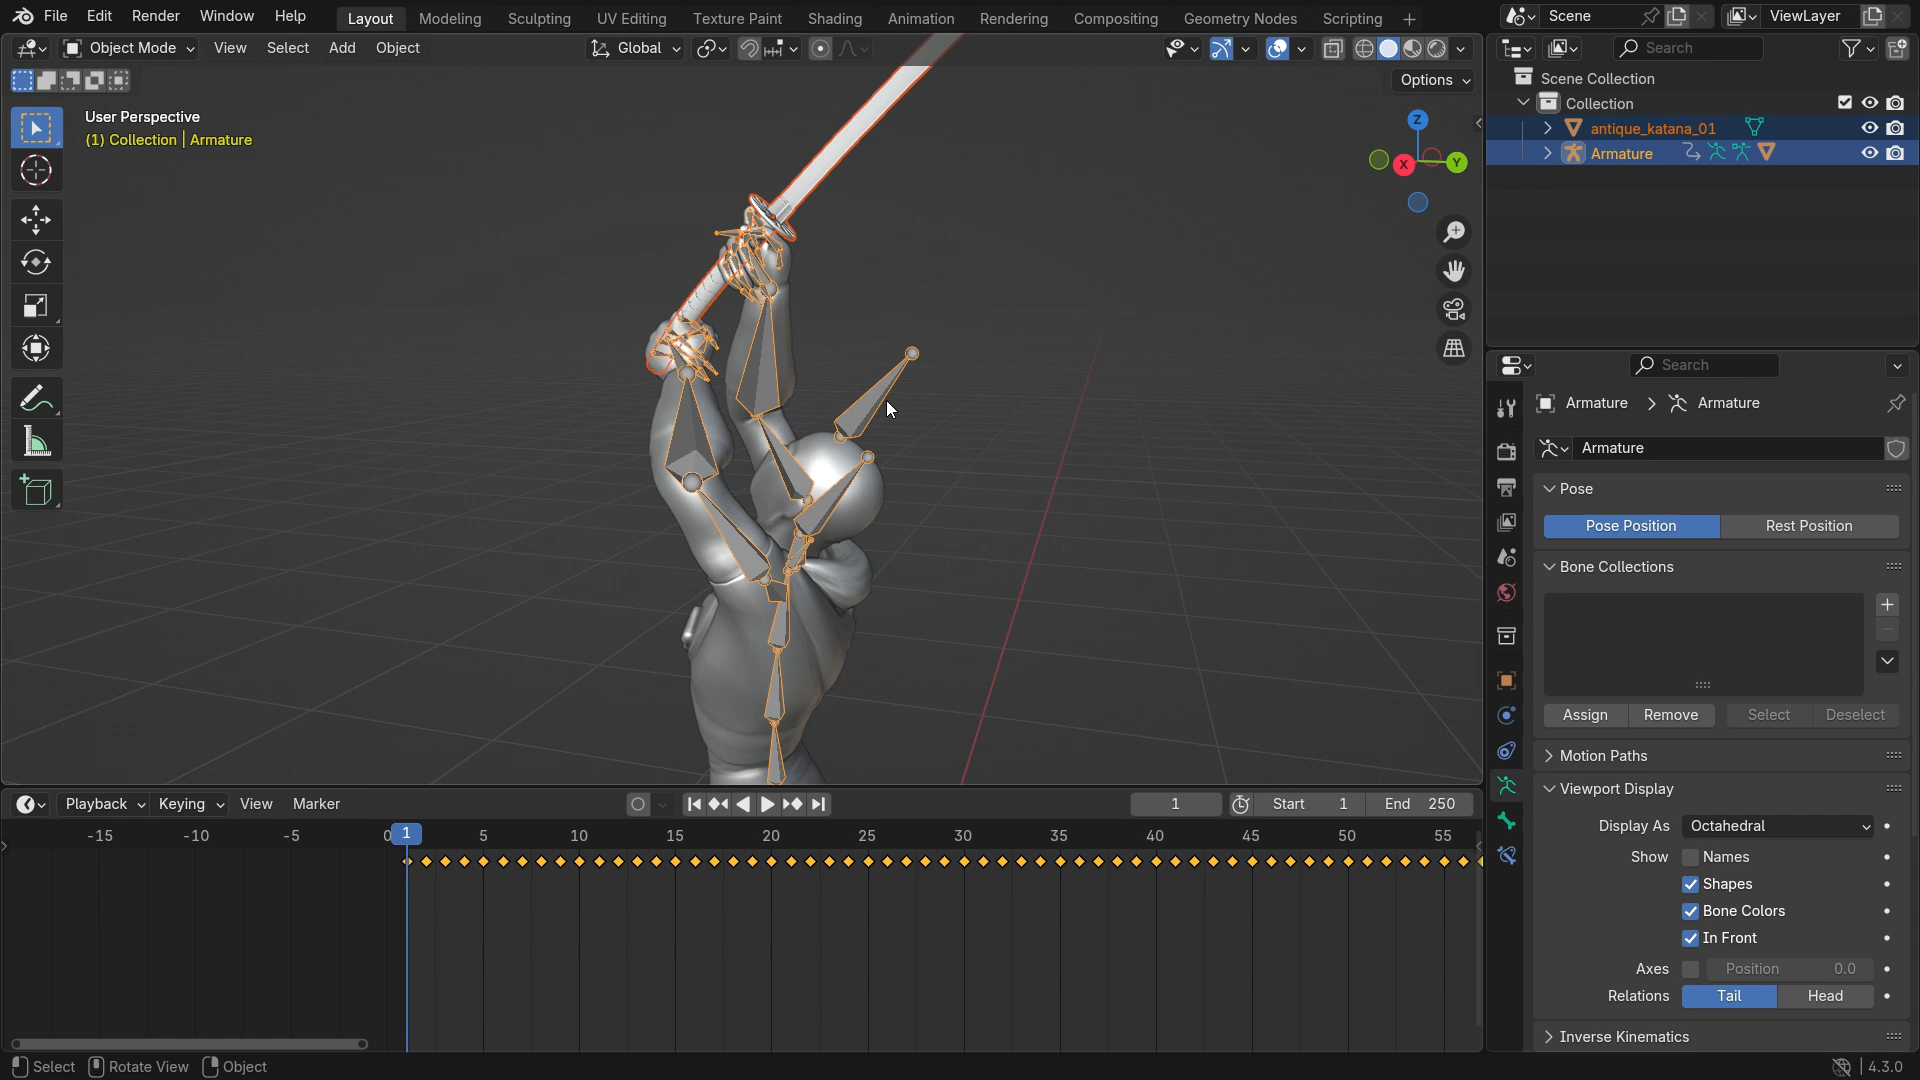 File Edit Render Window Help Layout Modeling Sculpting UV Editing Texture Paint Shading Animation Rendering Compositing Geometry Nodes Scripting + Scene ViewLayer
Object Mode View Select Add Object Global Search
Options
User Perspective
(1) Collection | Armature
Z
X
Y
Scene Collection
Collection
antique_katana_01
Armature
Search
Armature > Armature
Armature
Pose
Pose Position Rest Position
Bone Collections
Assign Remove Select Deselect
Motion Paths
Viewport Display
Display As Octahedral
Show Names
Shapes
Bone Colors
In Front
Axes Position 0.0
Relations Tail Head
Inverse Kinematics
Playback Keying View Marker 1 Start 1 End 250
-15 -10 -5 0 1 5 10 15 20 25 30 35 40 45 50 55
Select Rotate View Object 4.3.0